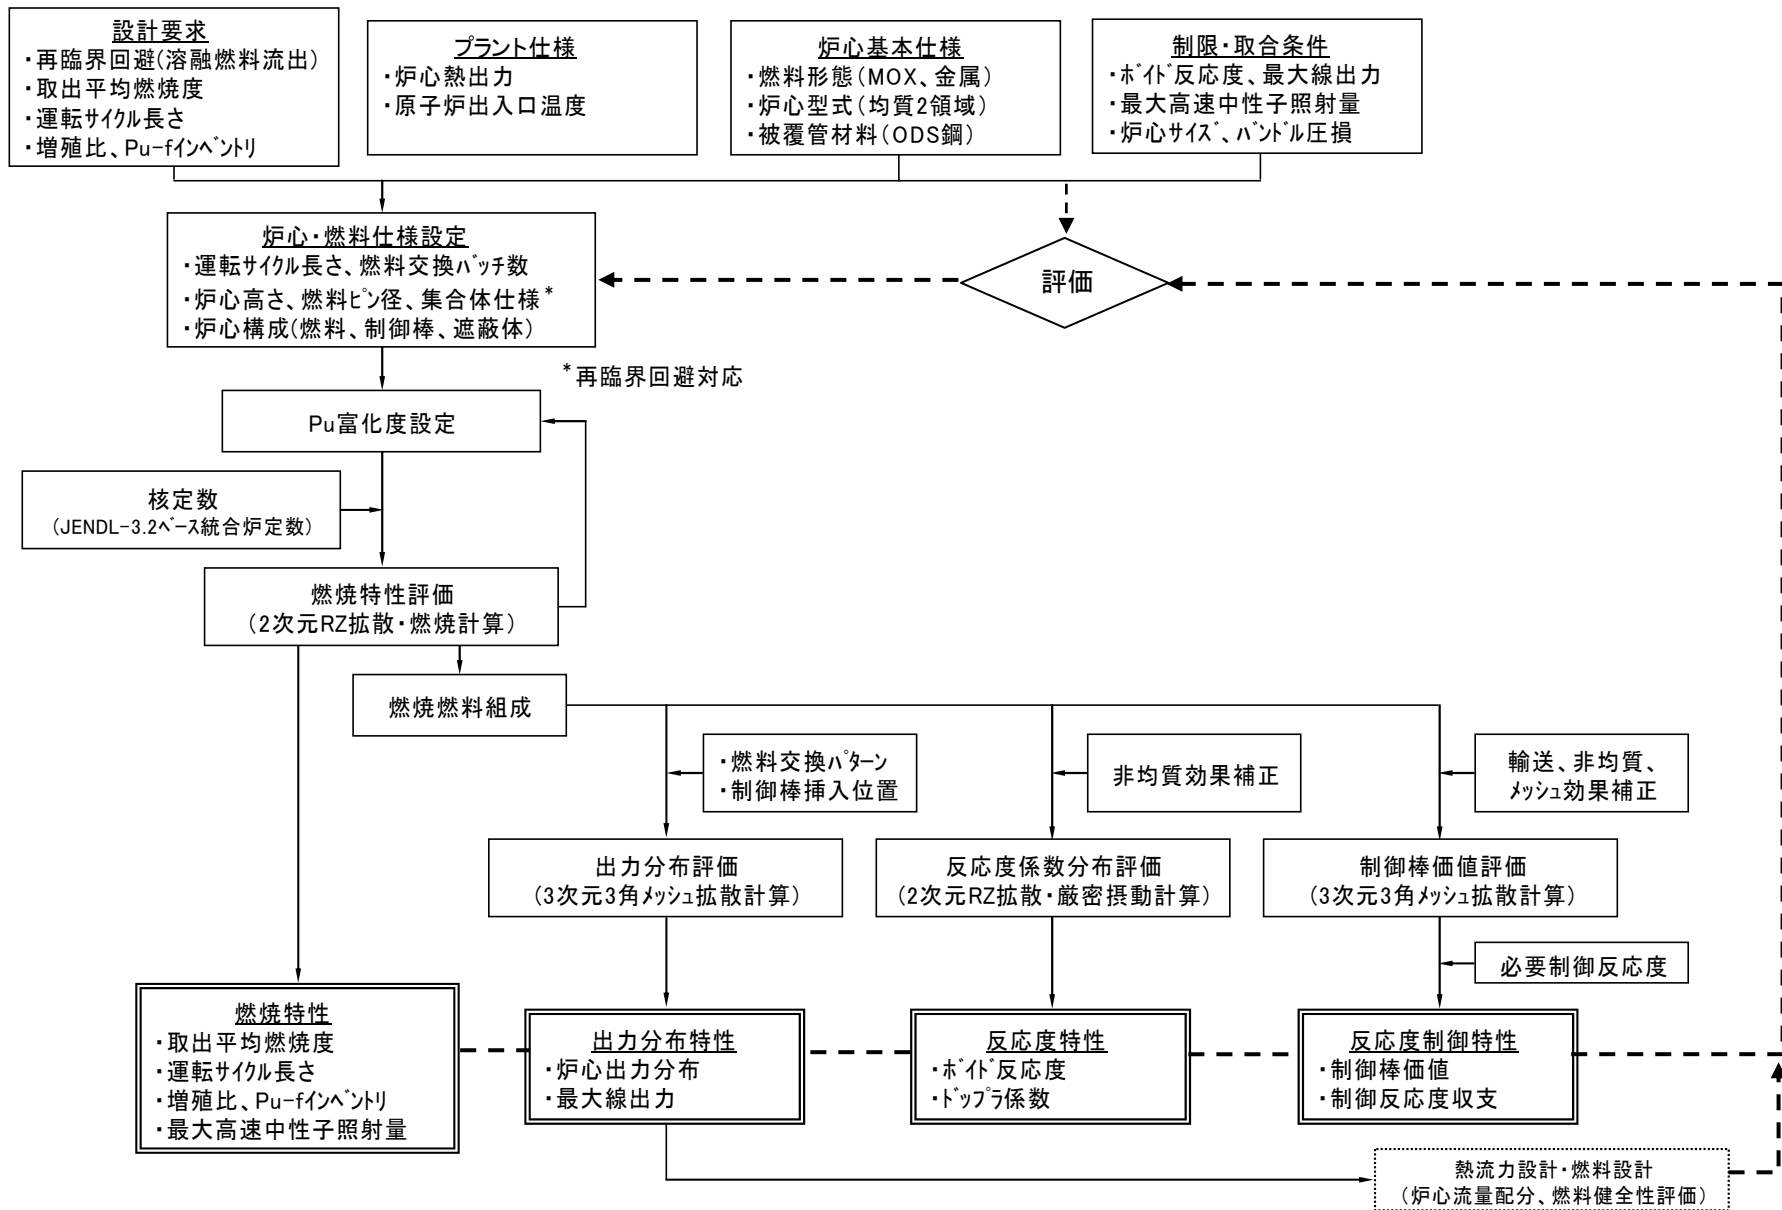 設計要求
・再臨界回避(溶融燃料流出)
・取出平均燃焼度
・運転サイクル長さ
・増殖比、Pu-fインベントリ
プラント仕様
・炉心熱出力
・原子炉出入口温度
炉心基本仕様
・燃料形態(MOX、金属)
・炉心型式(均質2領域)
・被覆管材料(ODS鋼)
制限・取合条件
・ボイド反応度、最大線出力
・最大高速中性子照射量
・炉心サイズ、バンドル圧損
炉心・燃料仕様設定
・運転サイクル長さ、燃料交換バッチ数
・炉心高さ、燃料ピン径、集合体仕様*
・炉心構成(燃料、制御棒、遮蔽体)
評価
*再臨界回避対応
Pu富化度設定
核定数
(JENDL-3.2ベース統合炉定数)
燃焼特性評価
(2次元RZ拡散・燃焼計算)
燃焼燃料組成
・燃料交換パターン
・制御棒挿入位置
非均質効果補正
輸送、非均質、
メッシュ効果補正
出力分布評価
(3次元3角メッシュ拡散計算)
反応度係数分布評価
(2次元RZ拡散・厳密摂動計算)
制御棒価値評価
(3次元3角メッシュ拡散計算)
必要制御反応度
燃焼特性
・取出平均燃焼度
・運転サイクル長さ
・増殖比、Pu-fインベントリ
・最大高速中性子照射量
出力分布特性
・炉心出力分布
・最大線出力
反応度特性
・ボイド反応度
・ドップラ係数
反応度制御特性
・制御棒価値
・制御反応度収支
熱流力設計・燃料設計
(炉心流量配分、燃料健全性評価)